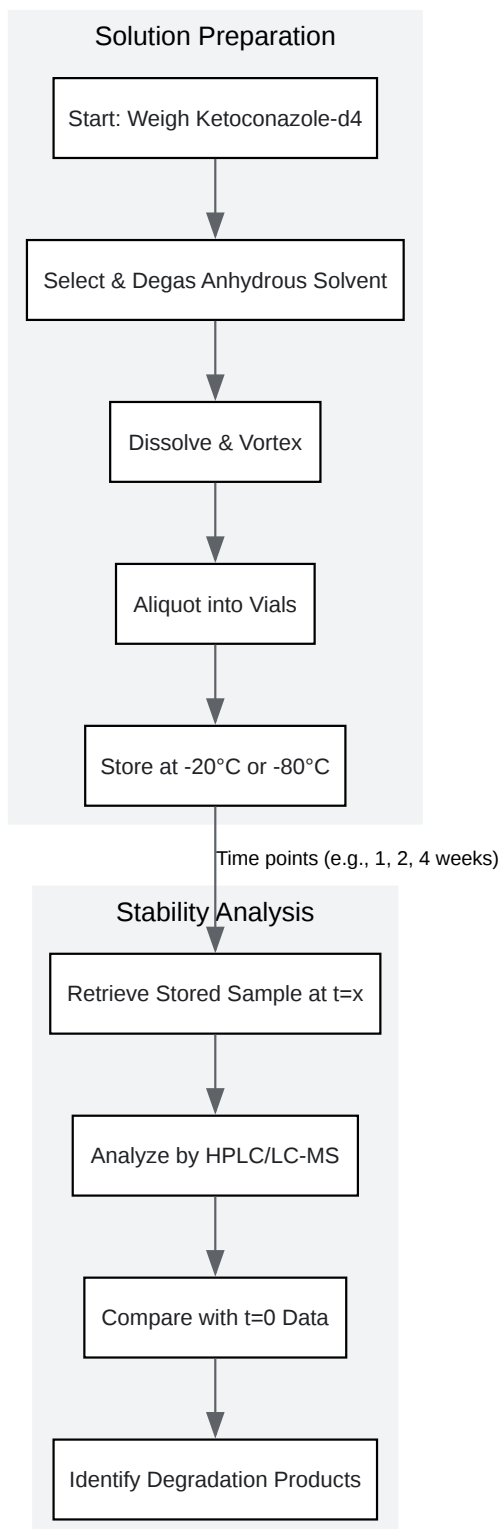 Solution Preparation
Start: Weigh Ketoconazole-d4
Select & Degas Anhydrous Solvent
Dissolve & Vortex
Aliquot into Vials
Store at -20°C or -80°C
Time points (e.g., 1, 2, 4 weeks)
Stability Analysis
Retrieve Stored Sample at t=x
Analyze by HPLC/LC-MS
Compare with t=0 Data
Identify Degradation Products